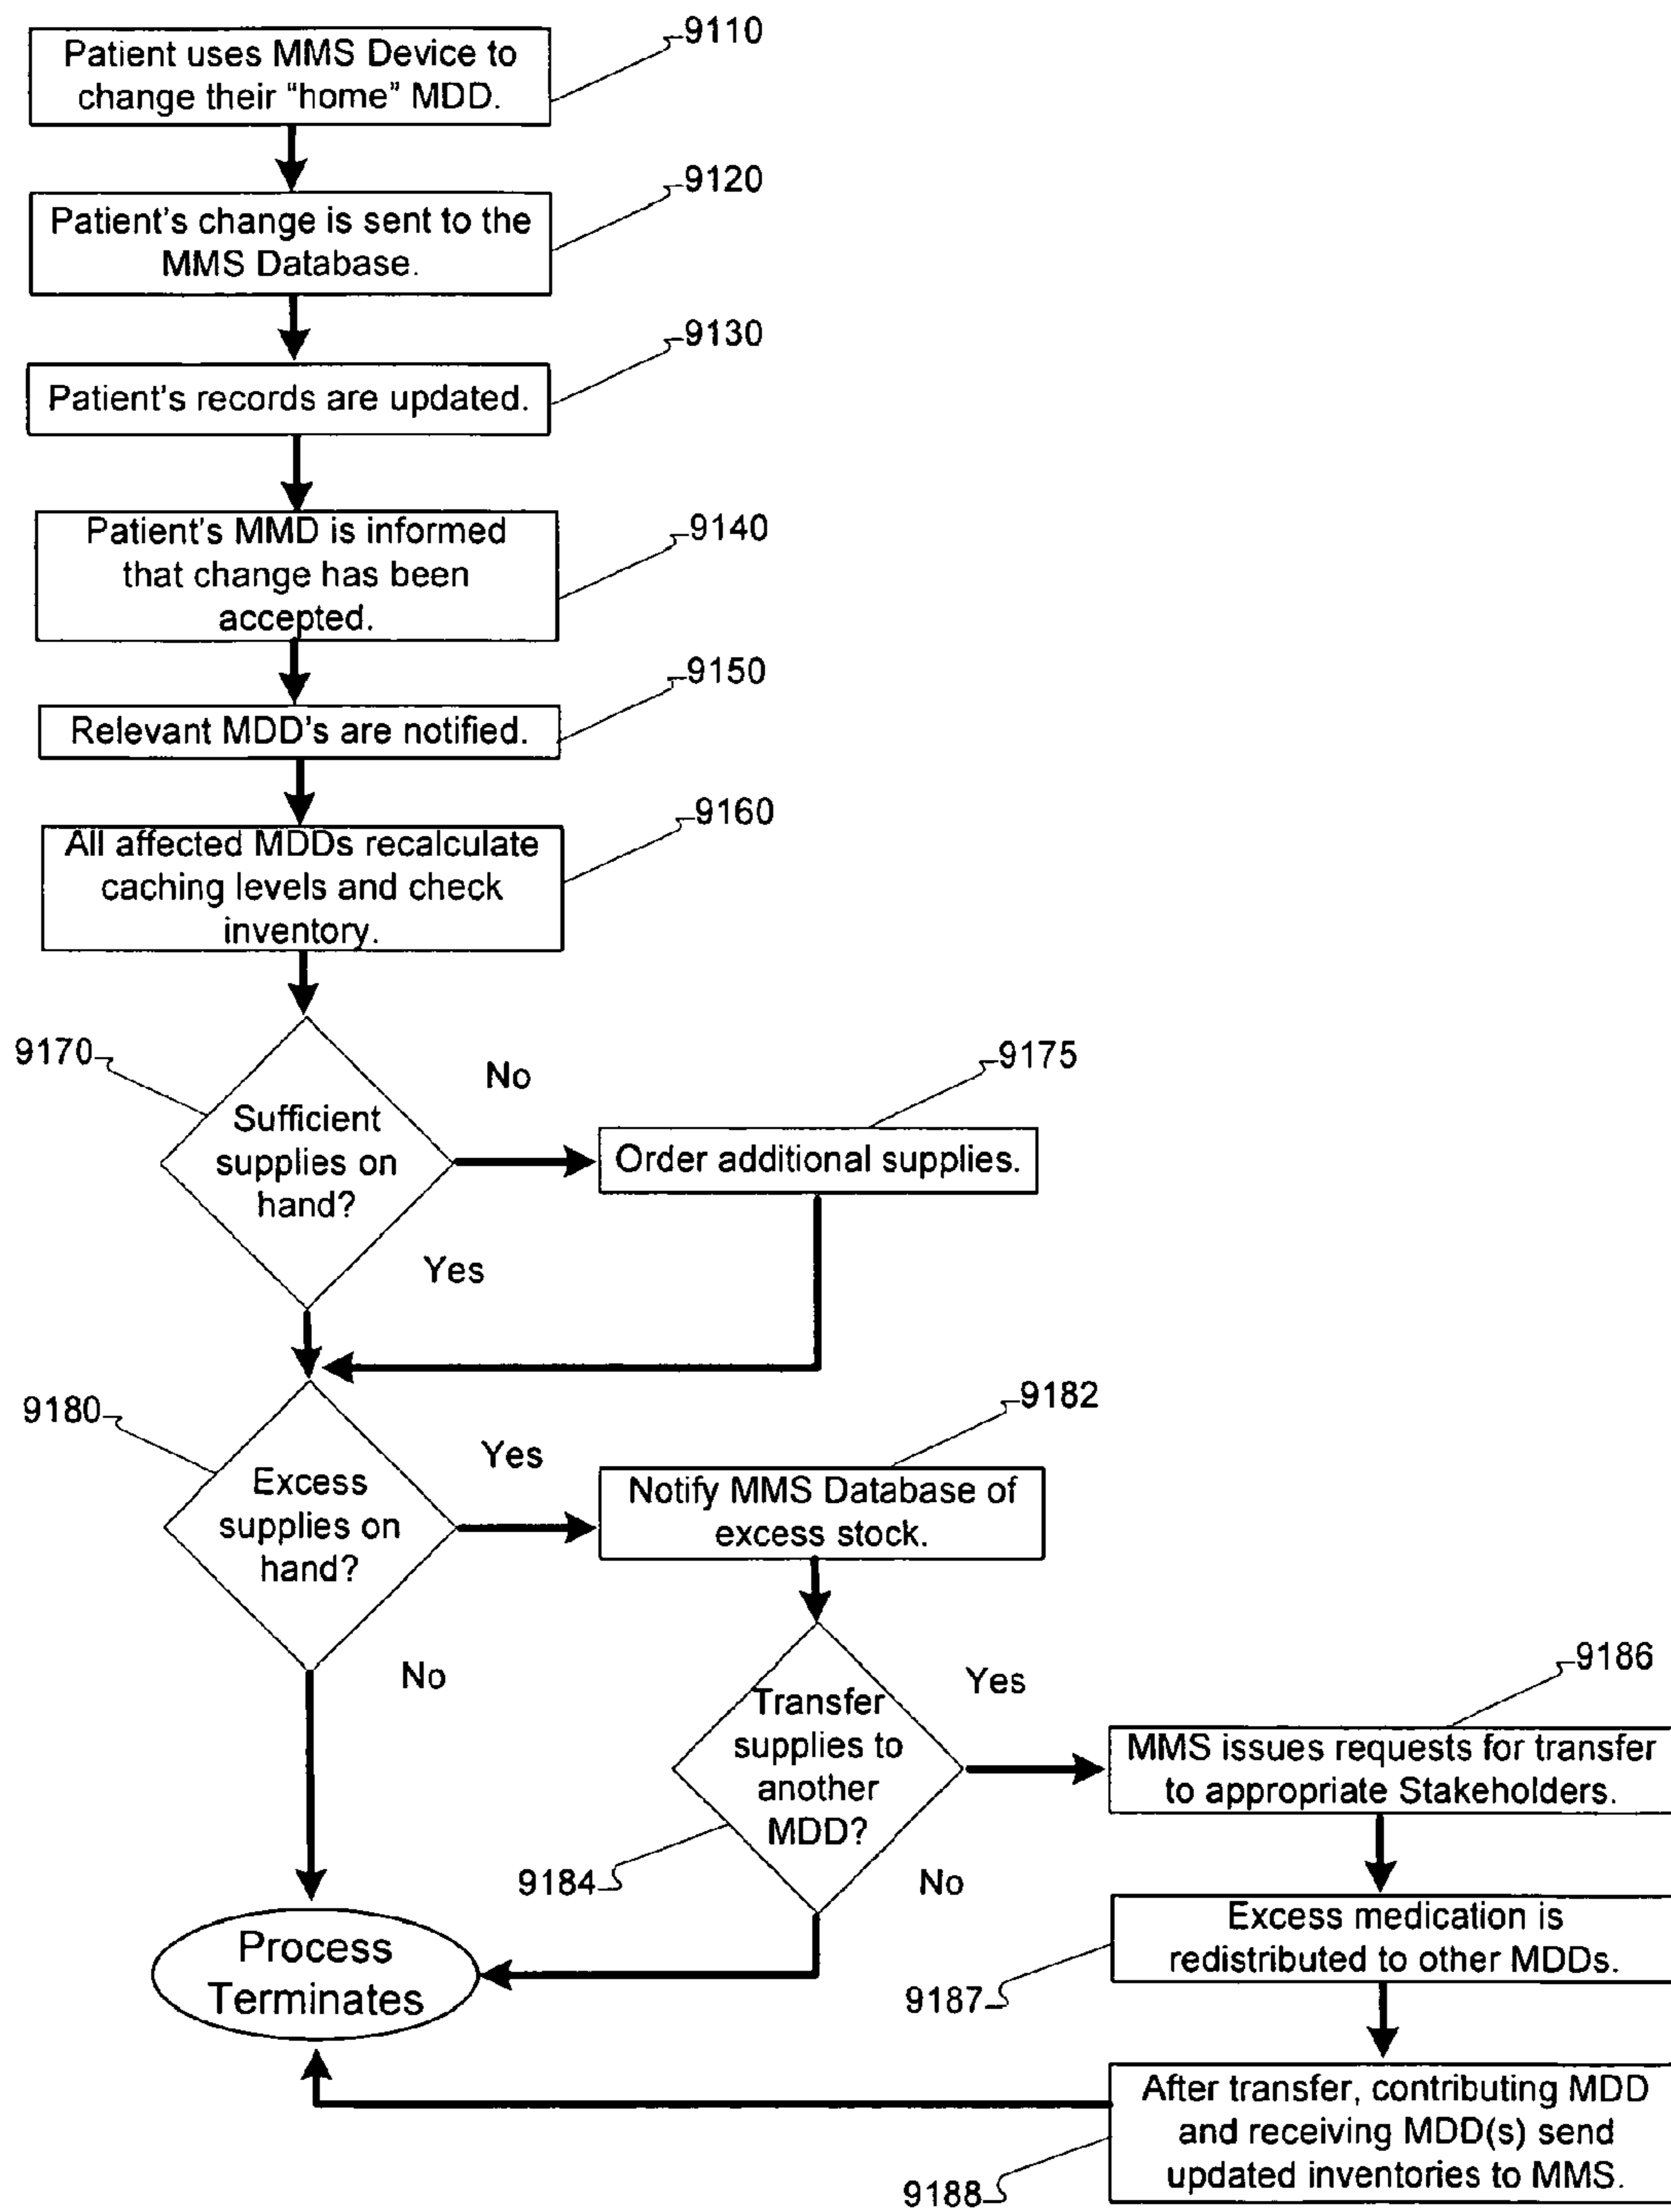 9110
Patient uses MMS Device to
change their “home” MDD.
9120
Patient's change is sent to the
MMS Database.
9130
Patient's records are updated.
9140
Patient's MMD is informed
that change has been
accepted.
9150
Relevant MDD's are notified.
9160
All affected MDDs recalculate
caching levels and check
inventory.
9170
Sufficient
supplies on
hand?
No
9175
Order additional supplies.
Yes
9180
Excess
supplies on
hand?
Yes
9182
Notify MMS Database of
excess stock.
No
9184
Transfer
supplies to
another
MDD?
Yes
9186
MMS issues requests for transfer
to appropriate Stakeholders.
No
9187
Excess medication is
redistributed to other MDDs.
Process
Terminates
9188
After transfer, contributing MDD
and receiving MDD(s) send
updated inventories to MMS.